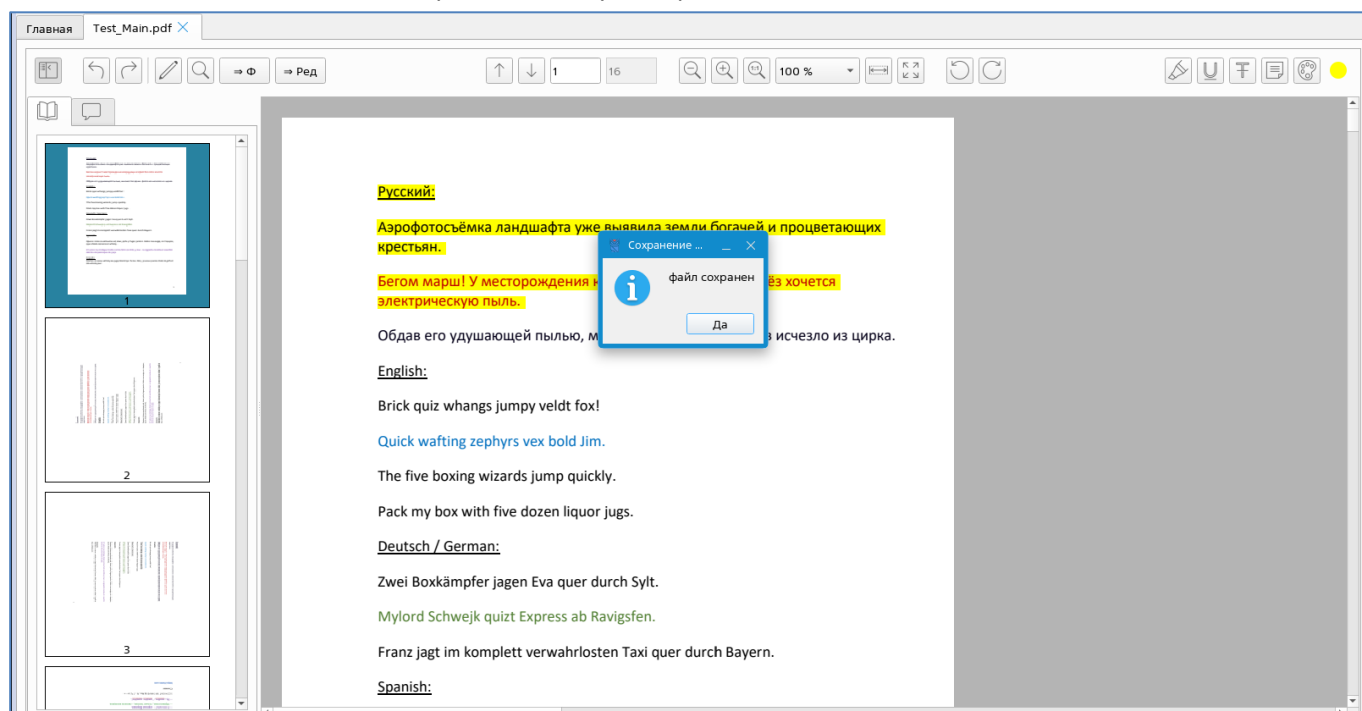 Главная Test_Main.pdf
⇒ Ф ⇒ Ред 1 16 1:1 100 %
1
2
3
Русский:
Аэрофотосъёмка ландшафта уже выявила земли богачей и процветающих
крестьян.
Бегом марш! У месторождения ёз хочется
электрическую пыль.
Обдав его удушающей пылью, исчезло из цирка.
English:
Brick quiz whangs jumpy veldt fox!
Quick wafting zephyrs vex bold Jim.
The five boxing wizards jump quickly.
Pack my box with five dozen liquor jugs.
Deutsch / German:
Zwei Boxkämpfer jagen Eva quer durch Sylt.
Mylord Schwejk quizt Express ab Ravigsfen.
Franz jagt im komplett verwahrlosten Taxi quer durch Bayern.
Spanish:
Сохранение ...
файл сохранен
Да